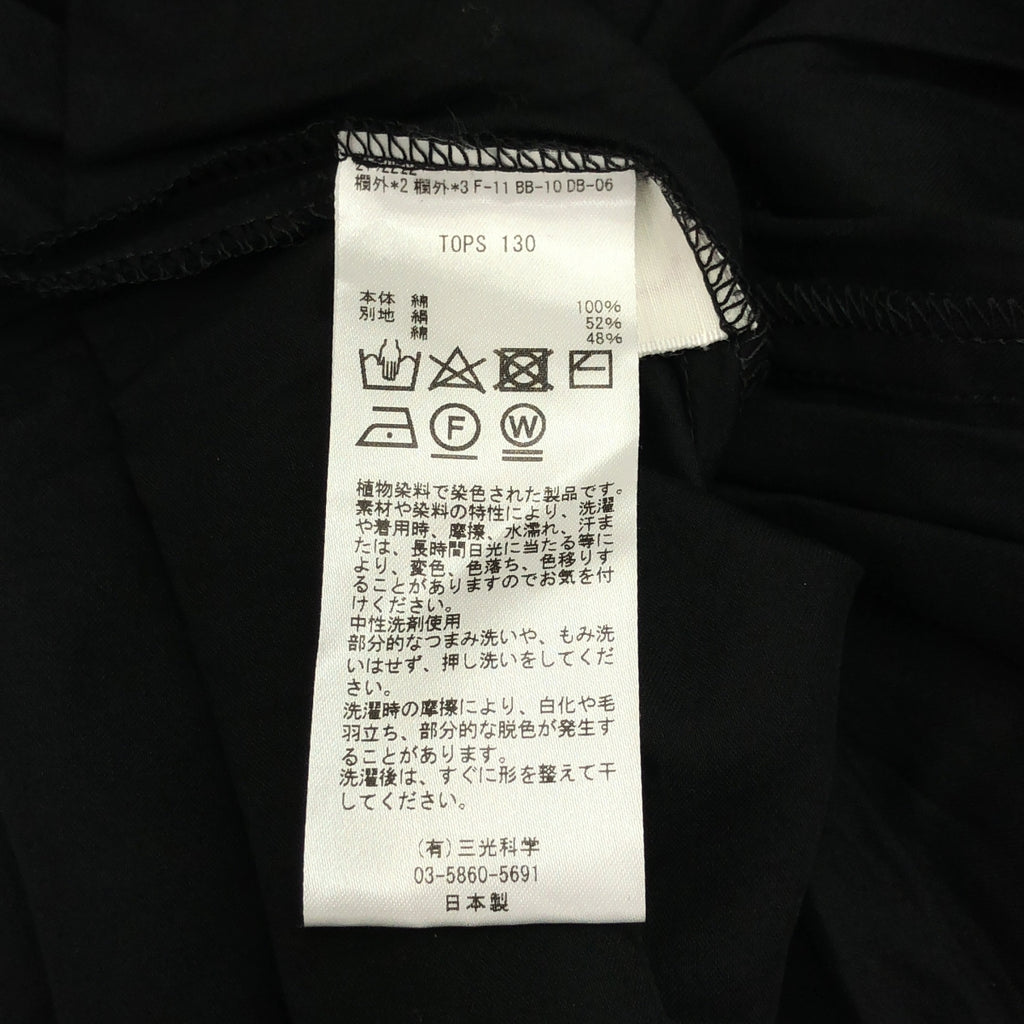 欄外*2 欄外*3 F-11 BB-10 DB-06
TOPS 130
本体 綿 100%
別地 絹 52%
綿 48%
F W
植物染料で染色された製品です。
素材や染料の特性により、洗濯
や着用時、摩擦、水濡れ、汗ま
たは、長時間日光に当たる等に
より、変色、色落ち、色移りす
ることがありますのでお気を付
けください。
中性洗剤使用
部分的なつまみ洗いや、もみ洗
いはせず、押し洗いをしてくだ
さい。
洗濯時の摩擦により、白化や毛
羽立ち、部分的な脱色が発生す
ることがあります。
洗濯後は、すぐに形を整えて干
してください。
(有)三光科学
03-5860-5691
日本製